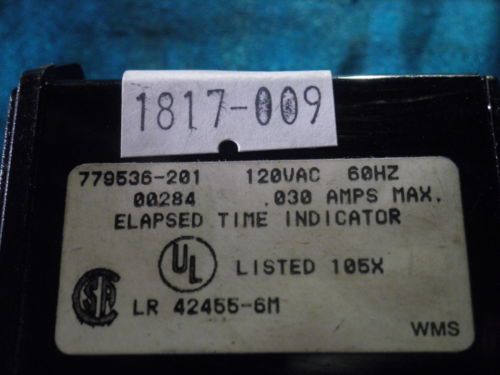 1817-009
779536-201 120VAC 60HZ
00284 .030 AMPS MAX.
ELAPSED TIME INDICATOR
UL LISTED 105X
SA LR 42455-6M
WMS